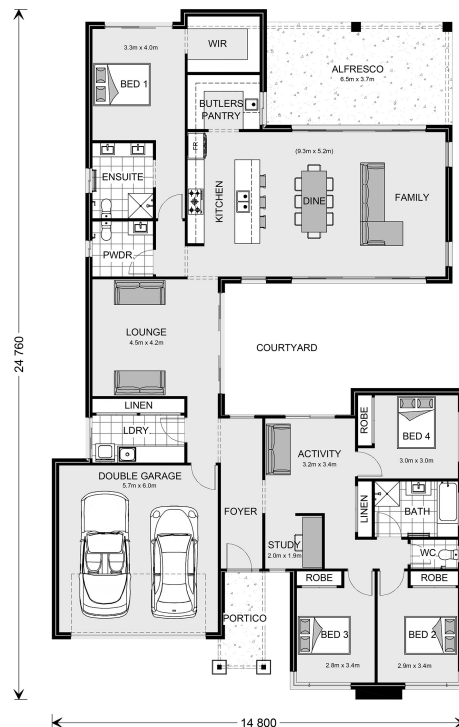 3.3m x 4.0m
WIR
BED 1
ALFRESCO
6.5m x 3.7m
BUTLERS
PANTRY
FR
(9.3m x 5.2m)
ENSUITE
KITCHEN
DINE
FAMILY
PWDR.
LOUNGE
4.5m x 4.2m
COURTYARD
24 760
LINEN
LDRY.
ROBE
BED 4
3.0m x 3.0m
ACTIVITY
3.2m x 3.4m
DOUBLE GARAGE
5.7m x 6.0m
LINEN
BATH
FOYER
STUDY
2.0m x 1.9m
WC
ROBE
ROBE
PORTICO
BED 3
2.8m x 3.4m
BED 2
2.9m x 3.4m
14 800